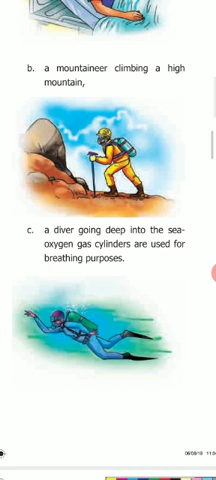 b. a mountaineer climbing a high
mountain,
c. a diver going deep into the sea-
oxygen gas cylinders are used for
breathing purposes.